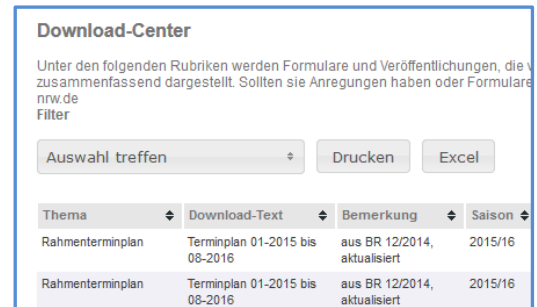 Download-Center
Unter den folgenden Rubriken werden Formulare und Veröffentlichungen, die
zusammenfassend dargestellt. Sollten sie Anregungen haben oder Formulare
nrw.de
Filter
Auswahl treffen Drucken Excel
Thema Download-Text Bemerkung Saison
Rahmenterminplan Terminplan 01-2015 bis aus BR 12/2014, 2015/16
08-2016 aktualisiert
Rahmenterminplan Terminplan 01-2015 bis aus BR 12/2014, 2015/16
08-2016 aktualisiert